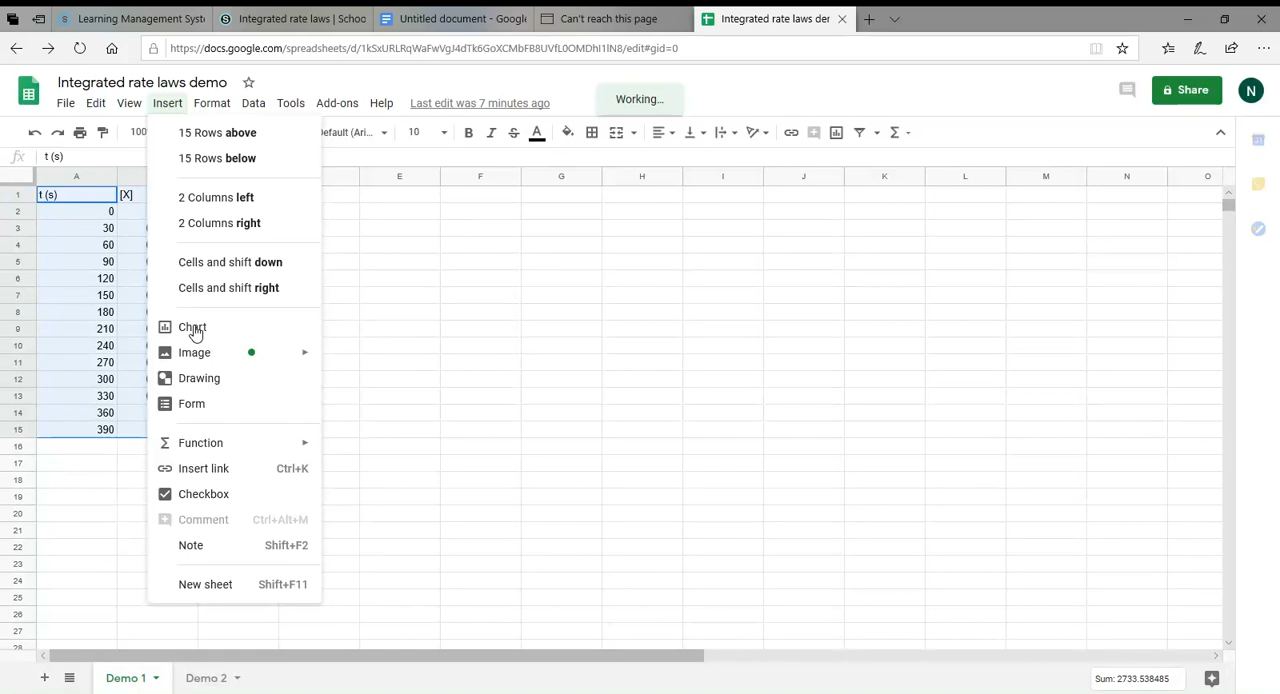 Learning Management Syst
Integrated rate laws | Schoo
Untitled document - Google
Can't reach this page
Integrated rate laws der
https://docs.google.com/spreadsheets/d/1kSxURLRqWaFwVgJ4dTk6GoXCMbFB8UVfL0OMDhI1lN8/edit#gid=0
Integrated rate laws demo
Working…
Share
N
File Edit View Insert Format Data Tools Add-ons Help Last edit was 7 minutes ago
100 Default (Ari... 10 B I S A
fx t (s)
A E F G H I J K L M N O
1 t (s) [X]
2 0
3 30
4 60
5 90
6 120
7 150
8 180
9 210
10 240
11 270
12 300
13 330
14 360
15 390
16
17
18
19
20
21
22
23
24
25
26
27
28
15 Rows above
15 Rows below
2 Columns left
2 Columns right
Cells and shift down
Cells and shift right
Chart
Image
Drawing
Form
Function
Insert link Ctrl+K
Checkbox
Comment Ctrl+Alt+M
Note Shift+F2
New sheet Shift+F11
Demo 1 Demo 2
Sum: 2733.538485